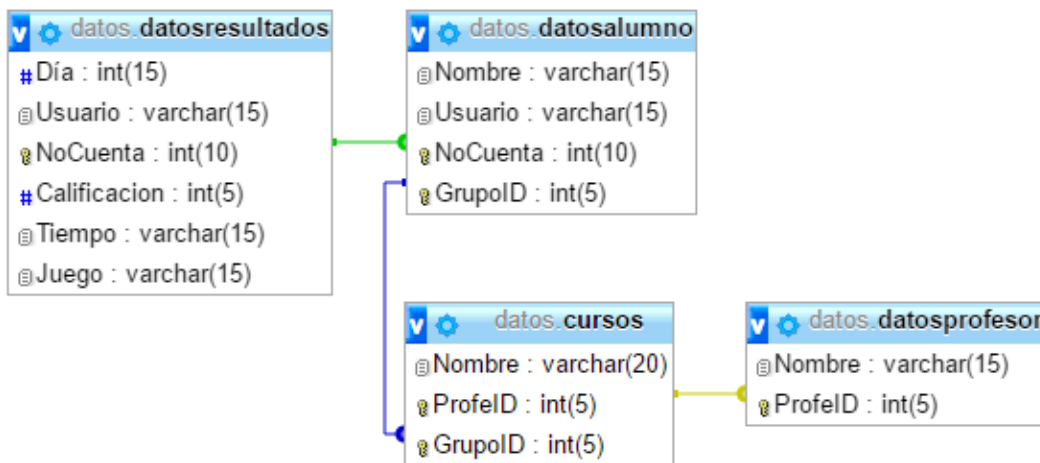 datos.datosresultados
#Día : int(15)
Usuario : varchar(15)
NoCuenta : int(10)
#Calificacion : int(5)
Tiempo : varchar(15)
Juego : varchar(15)
datos.datosalumno
Nombre : varchar(15)
Usuario : varchar(15)
NoCuenta : int(10)
GrupoID : int(5)
datos.cursos
Nombre : varchar(20)
ProfeID : int(5)
GrupoID : int(5)
datos.datosprofesor
Nombre : varchar(15)
ProfeID : int(5)